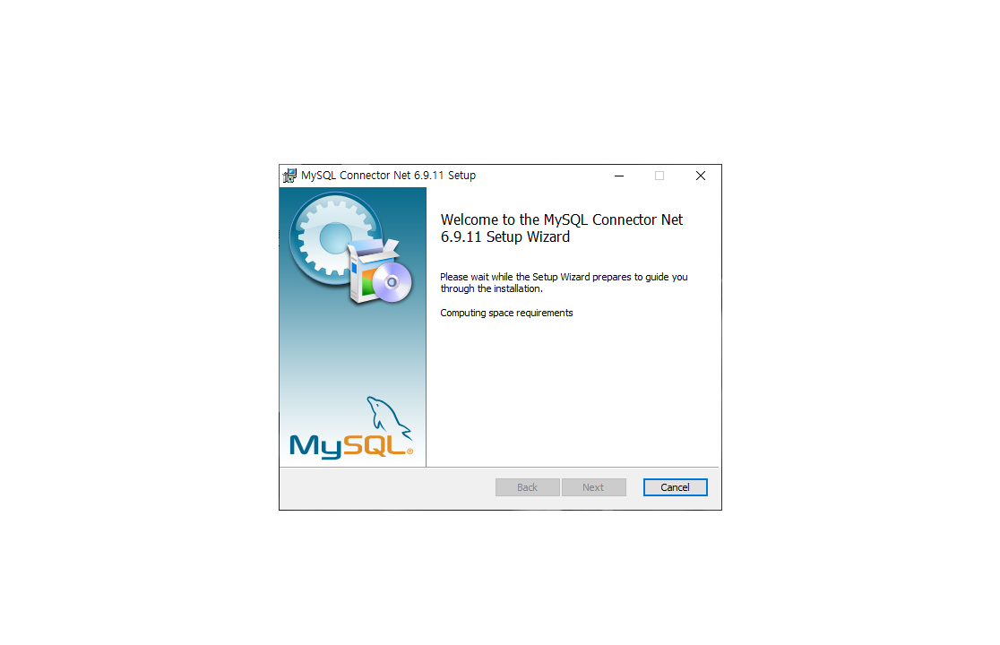 MySQL Connector Net 6.9.11 Setup
Welcome to the MySQL Connector Net
6.9.11 Setup Wizard
Please wait while the Setup Wizard prepares to guide you
through the installation.
Computing space requirements
MySQL®
Back
Next
Cancel